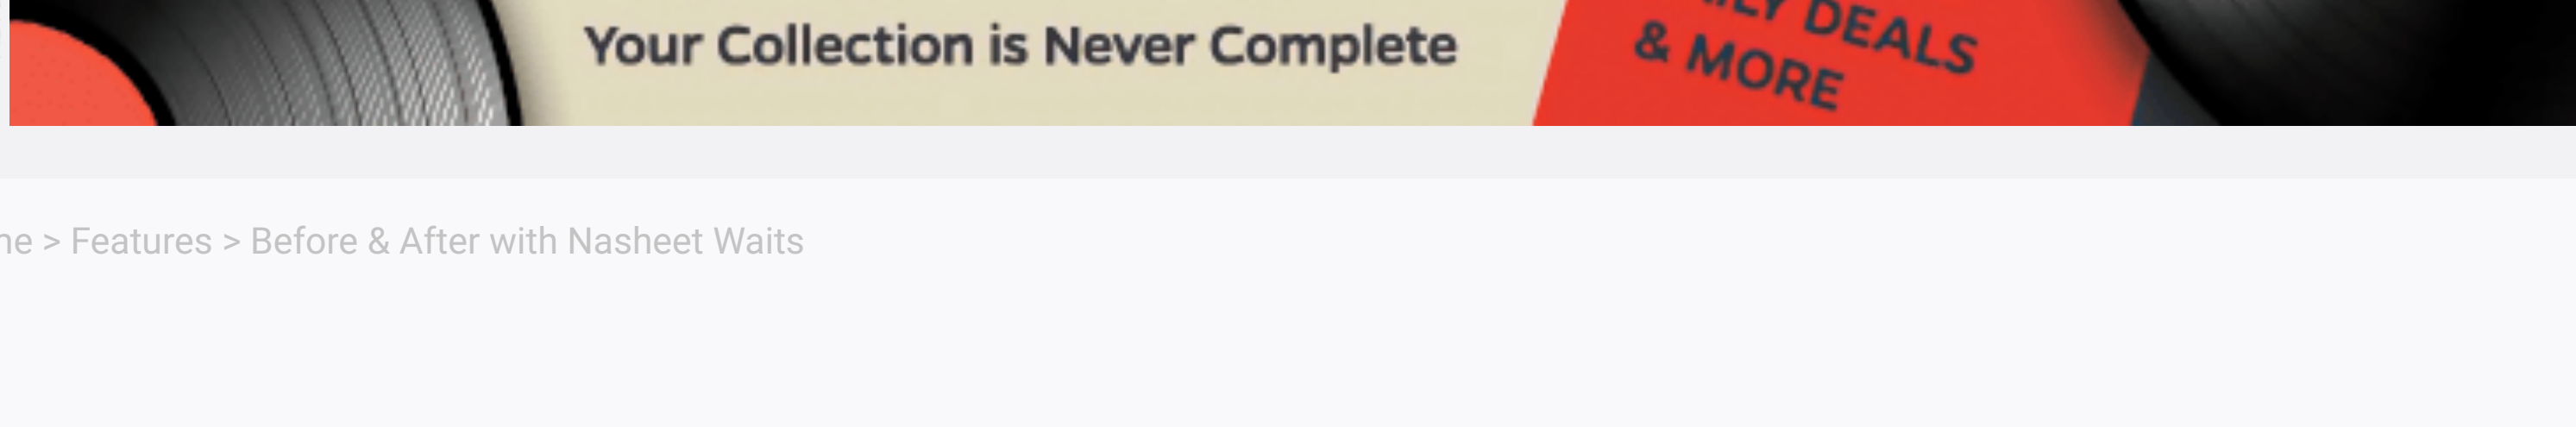 Your Collection is Never Complete
DEALS
& MORE
> Features > Before & After with Nasheet Waits